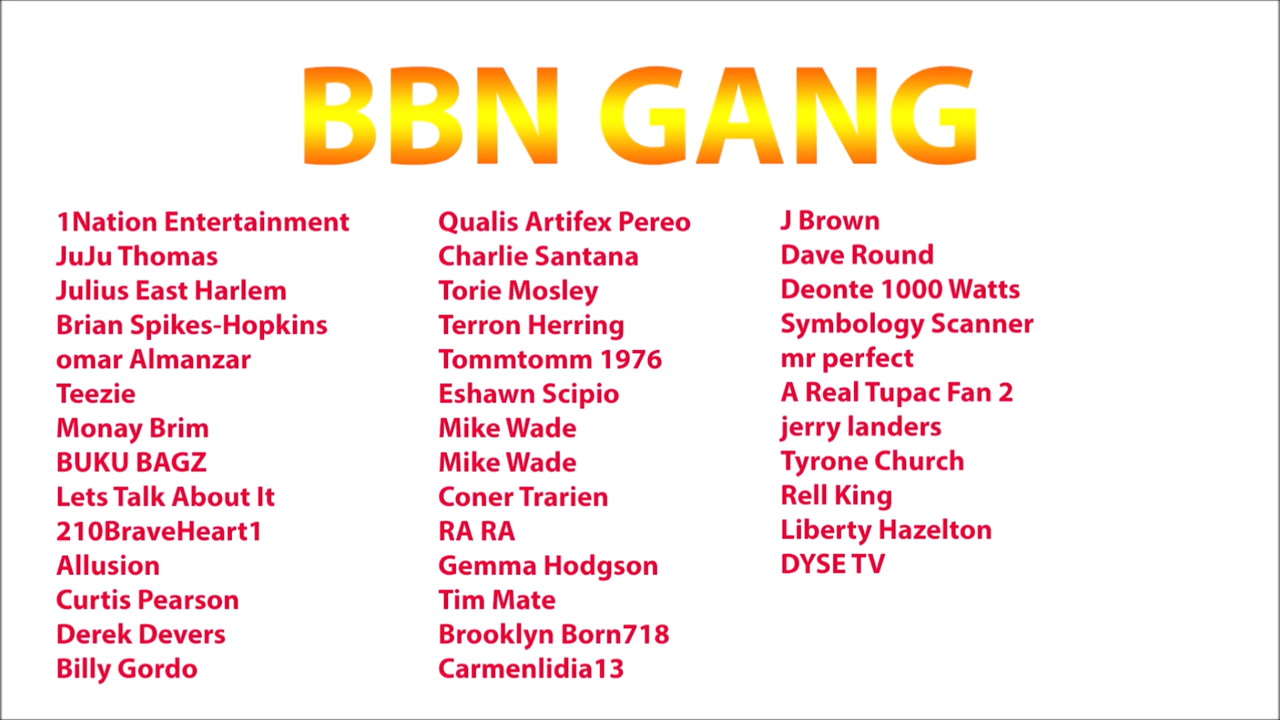 BBN GANG
1Nation Entertainment
JuJu Thomas
Julius East Harlem
Brian Spikes-Hopkins
omar Almanzar
Teezie
Monay Brim
BUKU BAGZ
Lets Talk About It
210BraveHeart1
Allusion
Curtis Pearson
Derek Devers
Billy Gordo
Qualis Artifex Pereo
Charlie Santana
Torie Mosley
Terron Herring
Tommtomm 1976
Eshawn Scipio
Mike Wade
Mike Wade
Coner Trarien
RA RA
Gemma Hodgson
Tim Mate
Brooklyn Born718
Carmenlidia13
J Brown
Dave Round
Deonte 1000 Watts
Symbology Scanner
mr perfect
A Real Tupac Fan 2
jerry landers
Tyrone Church
Rell King
Liberty Hazelton
DYSE TV